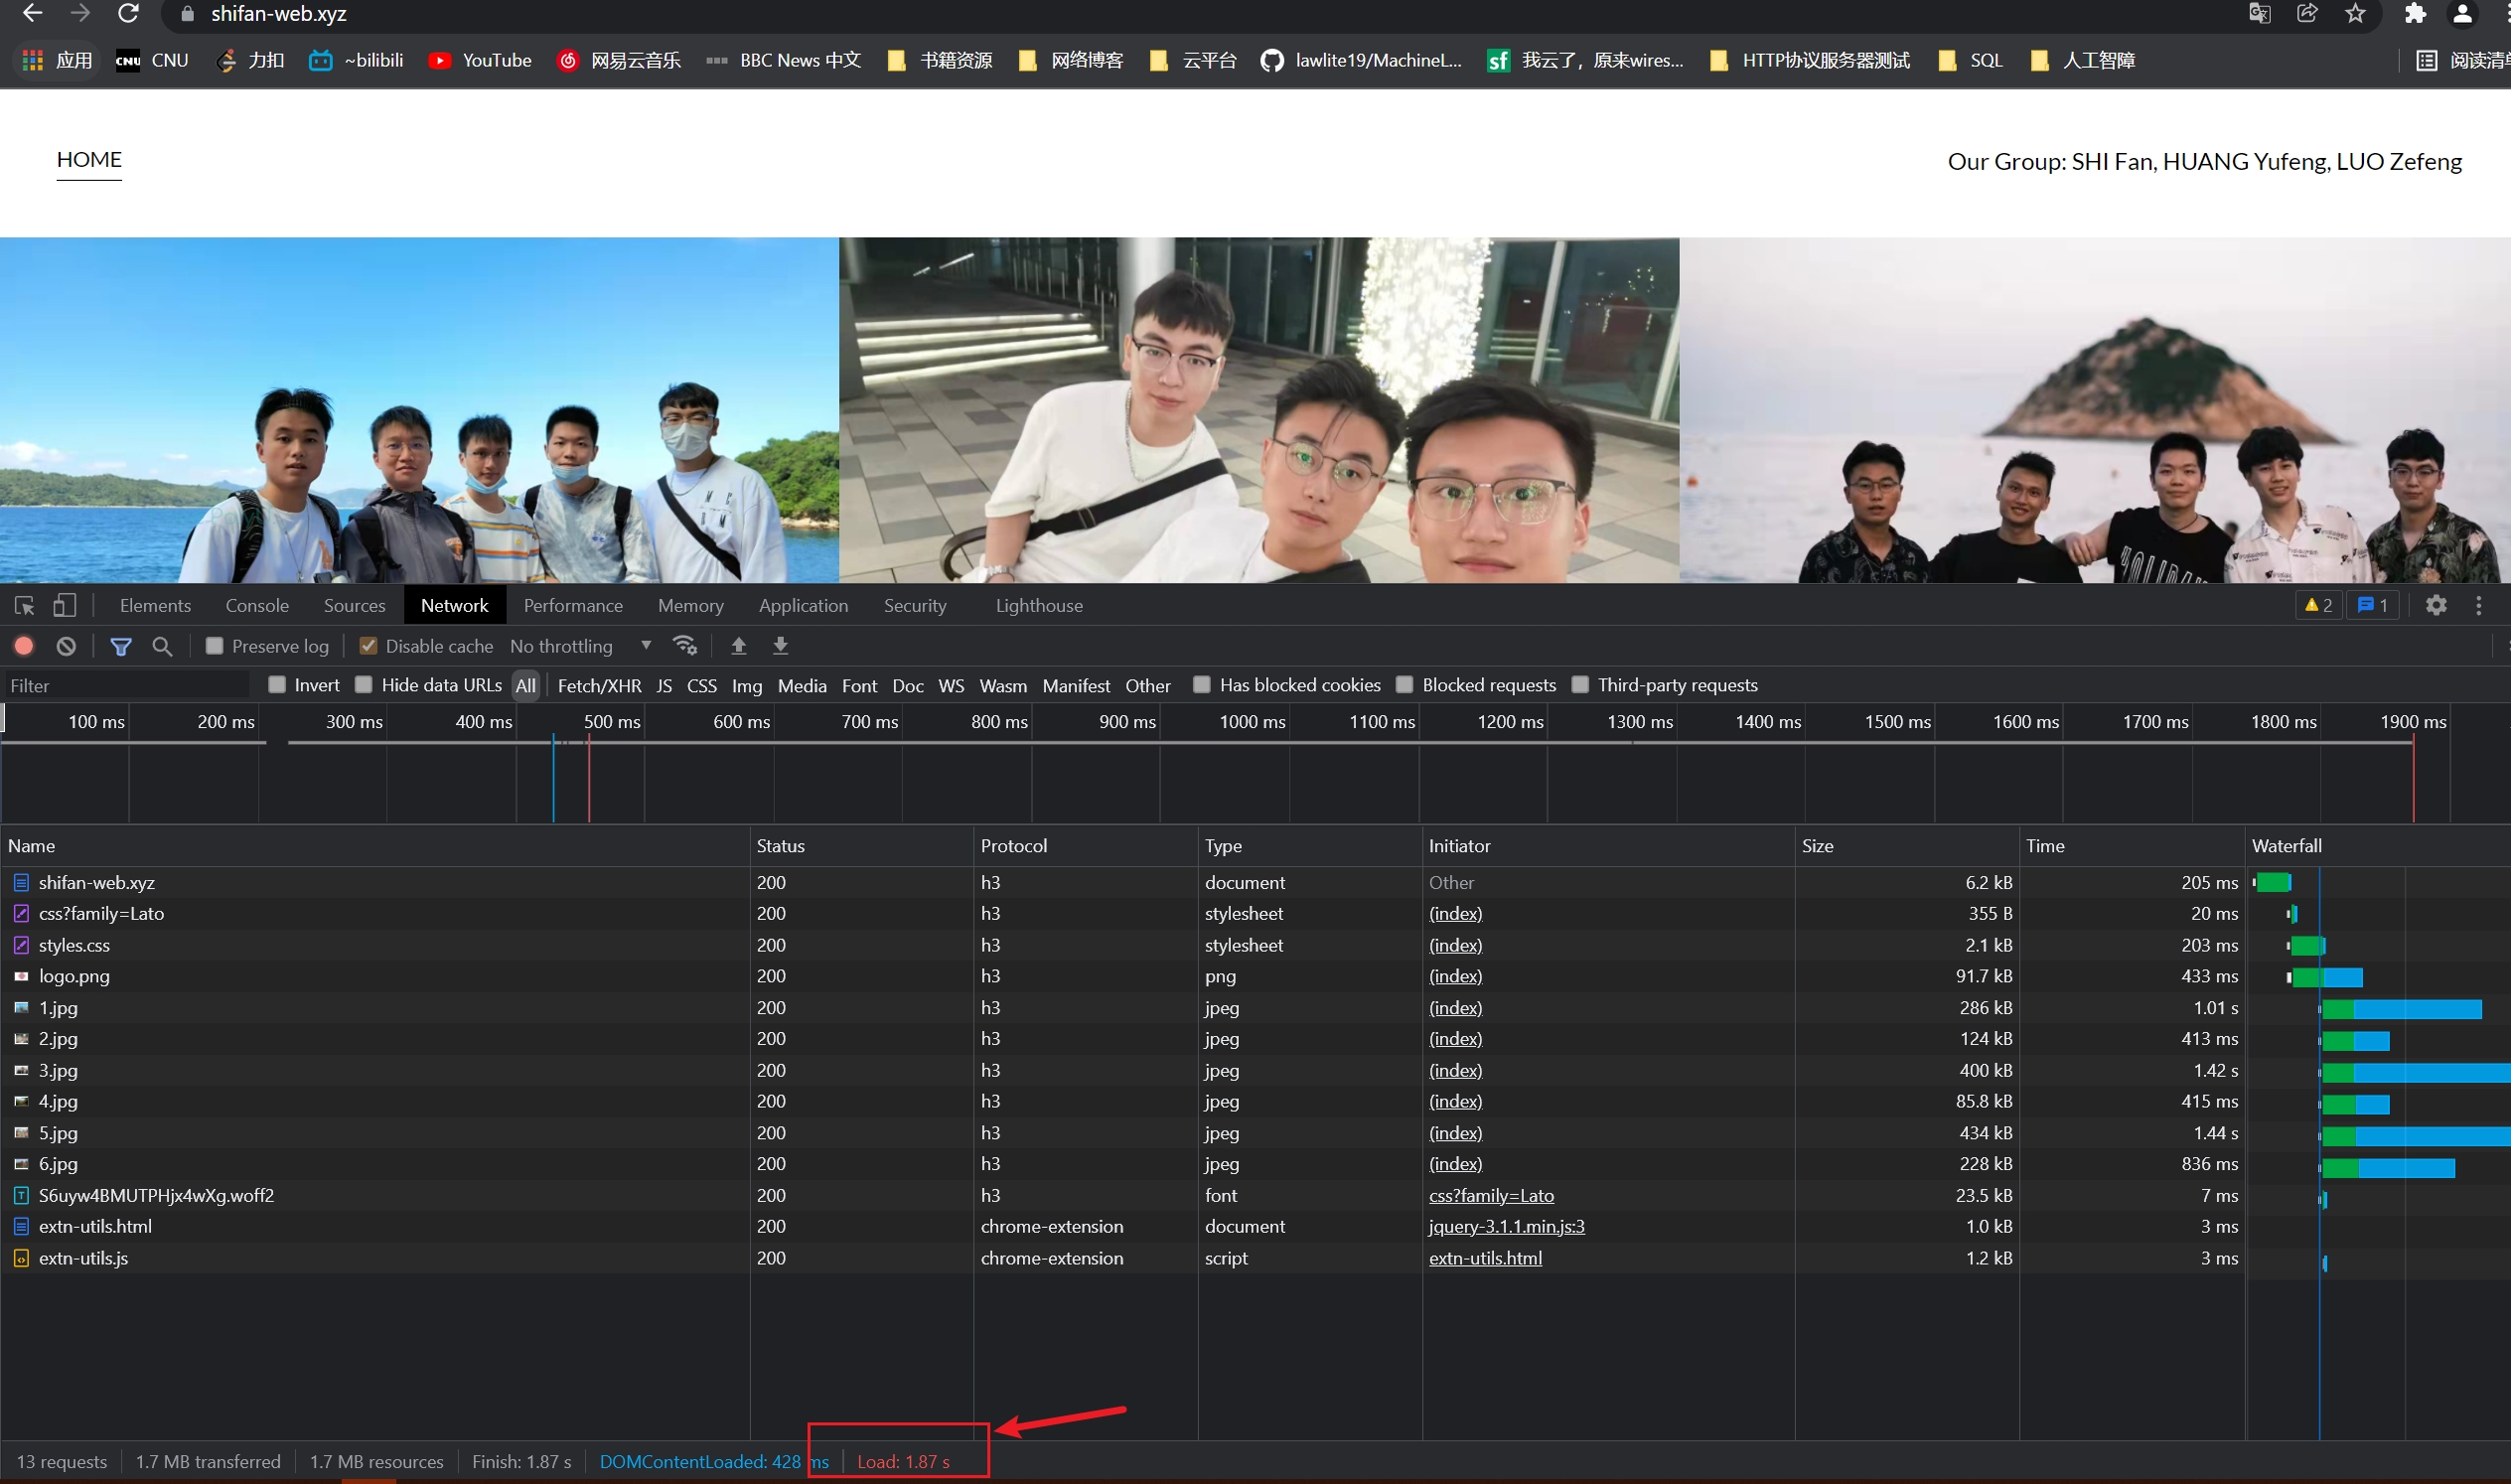 shifan-web.xyz
应用 CNU CNU 力扣 ~bilibili YouTube 网易云音乐 BBC News 中文 书籍资源 网络博客 云平台 lawlite19/MachineL... sf 我云了，原来wires... HTTP协议服务器测试 SQL 人工智障 阅读清单
HOME
Our Group: SHI Fan, HUANG Yufeng, LUO Zefeng
Elements Console Sources Network Performance Memory Application Security Lighthouse 2 1
Preserve log Disable cache No throttling
Filter Invert Hide data URLs All Fetch/XHR JS CSS Img Media Font Doc WS Wasm Manifest Other Has blocked cookies Blocked requests Third-party requests
100 ms 200 ms 300 ms 400 ms 500 ms 600 ms 700 ms 800 ms 900 ms 1000 ms 1100 ms 1200 ms 1300 ms 1400 ms 1500 ms 1600 ms 1700 ms 1800 ms 1900 ms
Name Status Protocol Type Initiator Size Time Waterfall
shifan-web.xyz 200 h3 document Other 6.2 kB 205 ms
css?family=Lato 200 h3 stylesheet (index) 355 B 20 ms
styles.css 200 h3 stylesheet (index) 2.1 kB 203 ms
logo.png 200 h3 png (index) 91.7 kB 433 ms
1.jpg 200 h3 jpeg (index) 286 kB 1.01 s
2.jpg 200 h3 jpeg (index) 124 kB 413 ms
3.jpg 200 h3 jpeg (index) 400 kB 1.42 s
4.jpg 200 h3 jpeg (index) 85.8 kB 415 ms
5.jpg 200 h3 jpeg (index) 434 kB 1.44 s
6.jpg 200 h3 jpeg (index) 228 kB 836 ms
S6uyw4BMUTPHjx4wXg.woff2 200 h3 font css?family=Lato 23.5 kB 7 ms
extn-utils.html 200 chrome-extension document jquery-3.1.1.min.js:3 1.0 kB 3 ms
extn-utils.js 200 chrome-extension script extn-utils.html 1.2 kB 3 ms
13 requests 1.7 MB transferred 1.7 MB resources Finish: 1.87 s DOMContentLoaded: 428 ms Load: 1.87 s